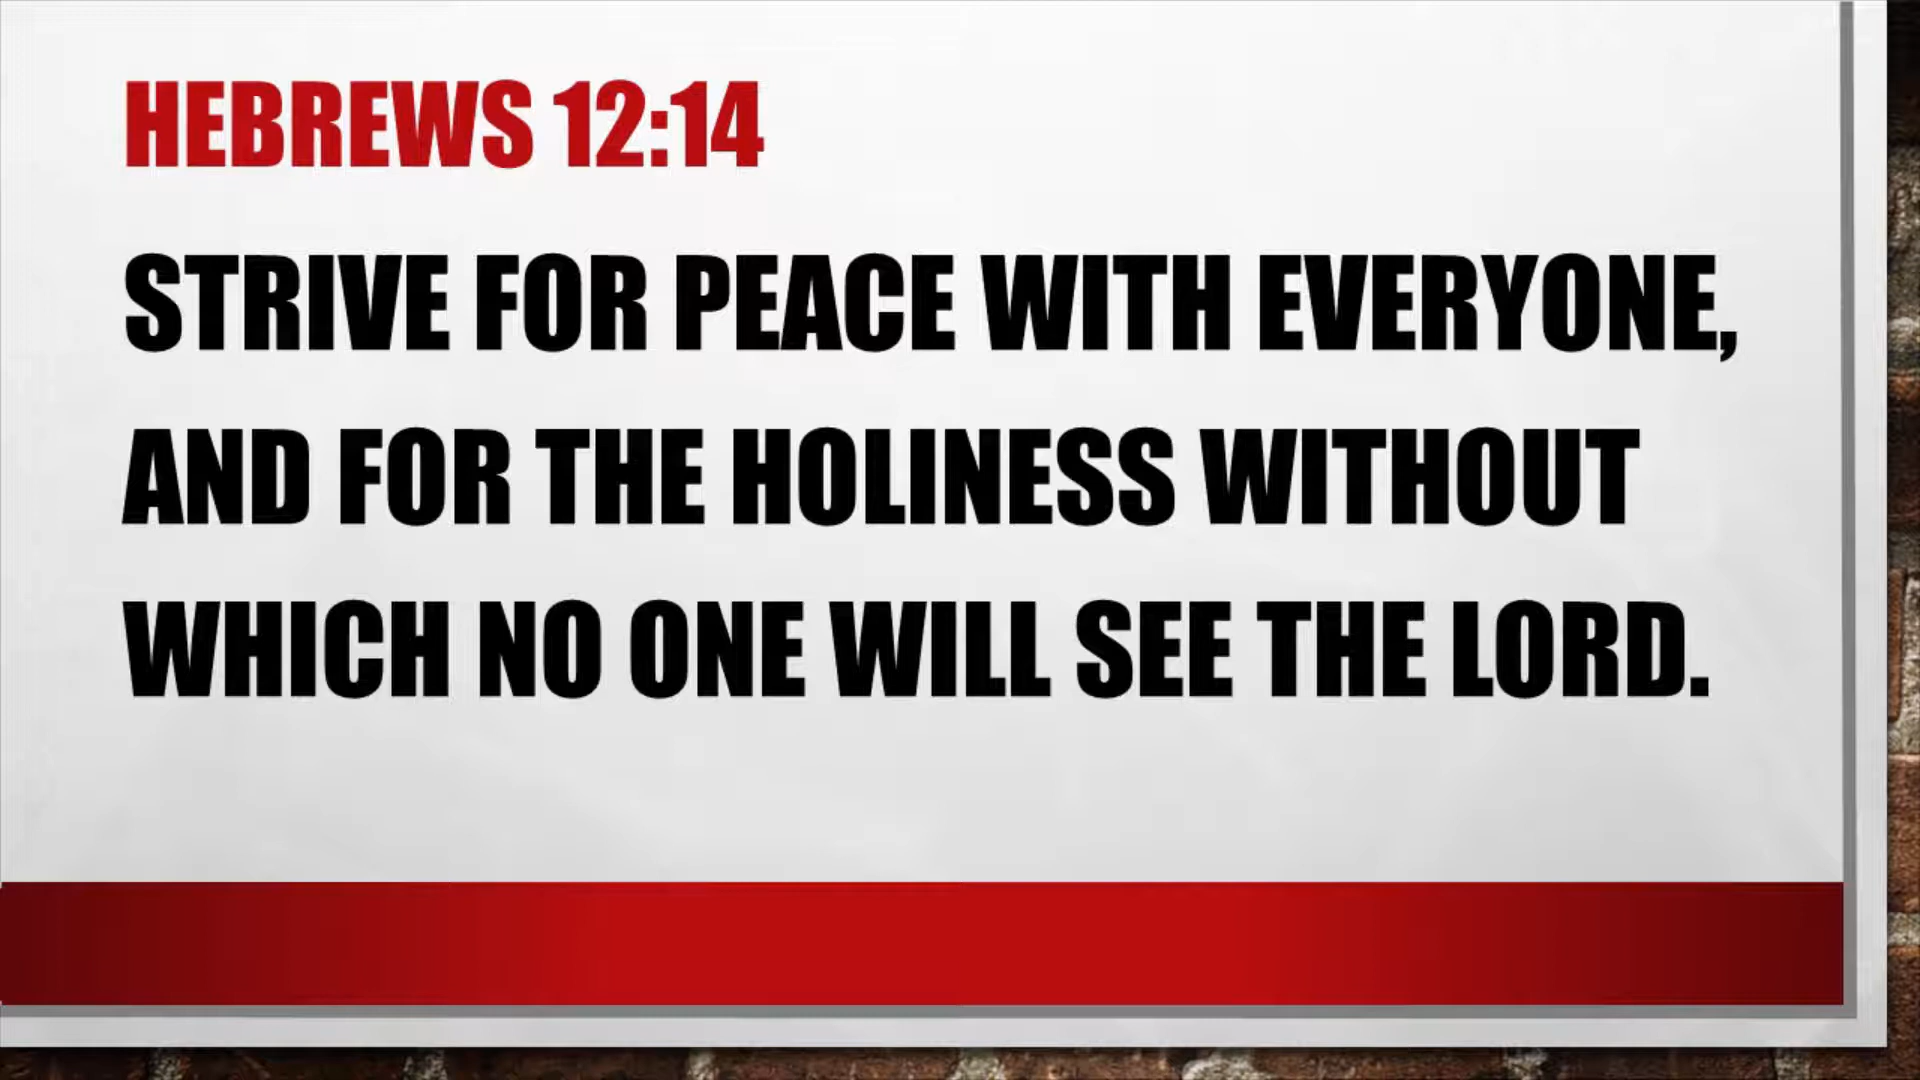 HEBREWS 12:14
STRIVE FOR PEACE WITH EVERYONE,
AND FOR THE HOLINESS WITHOUT
WHICH NO ONE WILL SEE THE LORD.